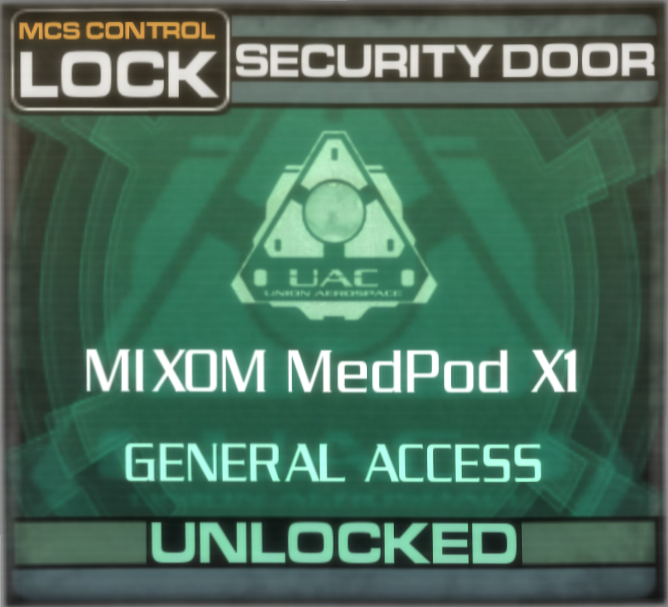 MCS CONTROL
LOCK
SECURITY DOOR
UAC
UNION AEROSPACE
MIXOM MedPod X1
GENERAL ACCESS
UNLOCKED